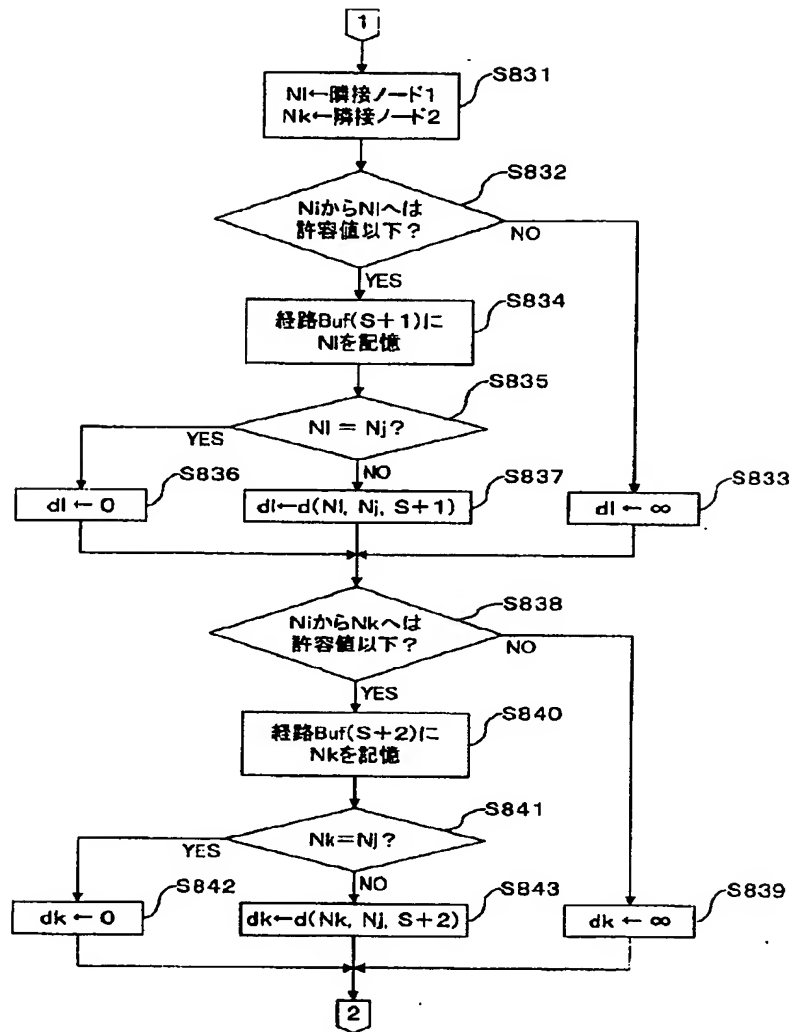 1
S831
Nl←隣接ノード1
Nk←隣接ノード2
S832
NiからNlへは
許容値以下？
NO
YES
S834
経路Buf(S+1)に
Nlを記憶
S835
Nl = Nj?
YES
NO
S836
dl ← 0
S837
dl←d(Nl, Nj, S+1)
S833
dl ← ∞
S838
NiからNkへは
許容値以下？
NO
YES
S840
経路Buf(S+2)に
Nkを記憶
S841
Nk=Nj?
YES
NO
S842
dk ← 0
S843
dk←d(Nk, Nj, S+2)
S839
dk ← ∞
2